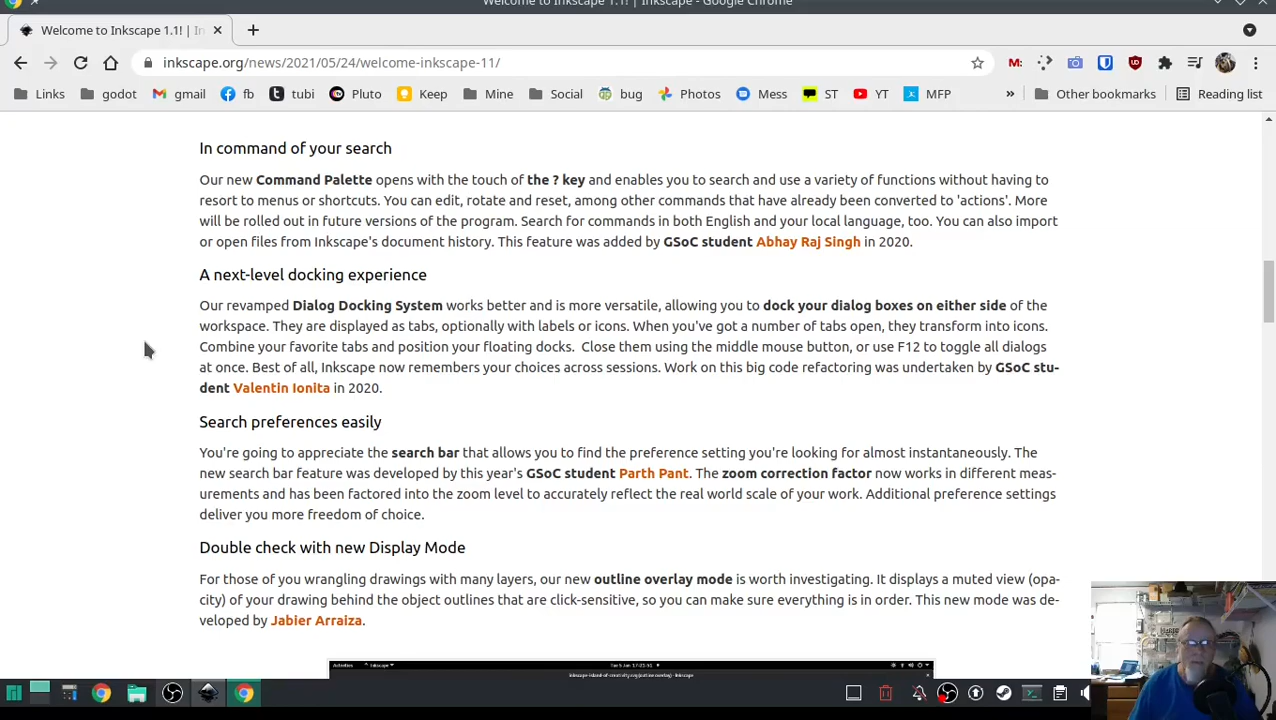 Welcome to Inkscape 1.1! | Inkscape - Google Chrome
Welcome to Inkscape 1.1! | In
inkscape.org/news/2021/05/24/welcome-inkscape-11/
Links godot gmail fb tubi Pluto Keep Mine Social bug Photos Mess ST YT MFP » Other bookmarks Reading list
In command of your search
Our new Command Palette opens with the touch of the ? key and enables you to search and use a variety of functions without having to
resort to menus or shortcuts. You can edit, rotate and reset, among other commands that have already been converted to 'actions'. More
will be rolled out in future versions of the program. Search for commands in both English and your local language, too. You can also import
or open files from Inkscape's document history. This feature was added by GSoC student Abhay Raj Singh in 2020.
A next-level docking experience
Our revamped Dialog Docking System works better and is more versatile, allowing you to dock your dialog boxes on either side of the
workspace. They are displayed as tabs, optionally with labels or icons. When you've got a number of tabs open, they transform into icons.
Combine your favorite tabs and position your floating docks. Close them using the middle mouse button, or use F12 to toggle all dialogs
at once. Best of all, Inkscape now remembers your choices across sessions. Work on this big code refactoring was undertaken by GSoC stu-
dent Valentin Ionita in 2020.
Search preferences easily
You're going to appreciate the search bar that allows you to find the preference setting you're looking for almost instantaneously. The
new search bar feature was developed by this year's GSoC student Parth Pant. The zoom correction factor now works in different meas-
urements and has been factored into the zoom level to accurately reflect the real world scale of your work. Additional preference settings
deliver you more freedom of choice.
Double check with new Display Mode
For those of you wrangling drawings with many layers, our new outline overlay mode is worth investigating. It displays a muted view (opa-
city) of your drawing behind the object outlines that are click-sensitive, so you can make sure everything is in order. This new mode was de-
veloped by Jabier Arraiza.
Activities Inkscape